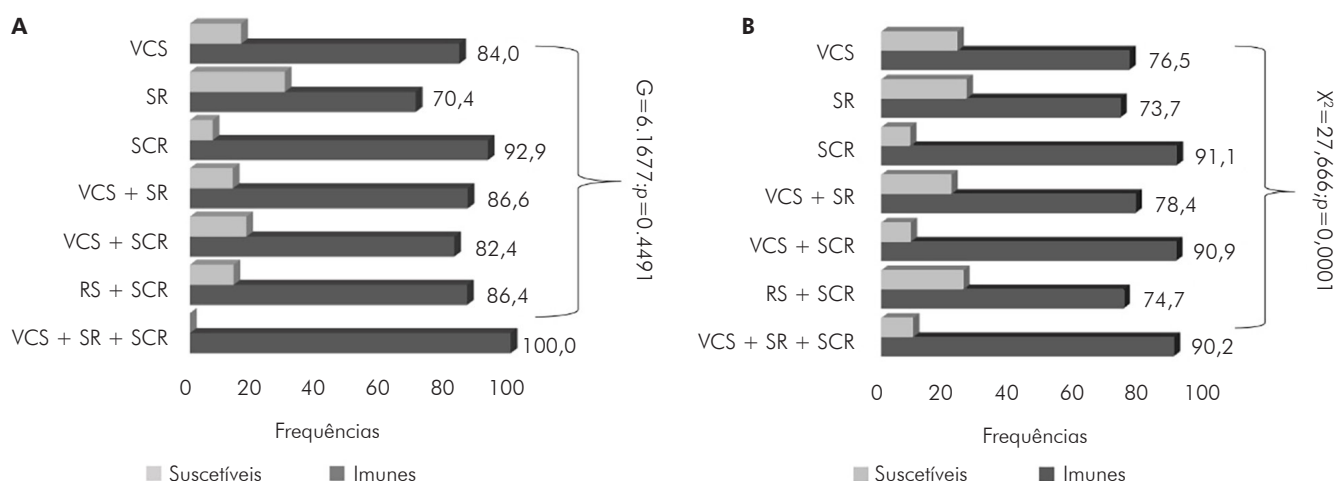 A
VCS
84,0
SR
70,4
SCR
92,9
VCS + SR
86,6
VCS + SCR
82,4
RS + SCR
86,4
VCS + SR + SCR
100,0
G=6.1677;p=0.4491
0 20 40 60 80 100
Frequências
Suscetíveis Imunes
B
VCS
76,5
SR
73,7
SCR
91,1
VCS + SR
78,4
VCS + SCR
90,9
RS + SCR
74,7
VCS + SR + SCR
90,2
X²=27,666;p=0,0001
0 20 40 60 80 100
Frequências
Suscetíveis Imunes